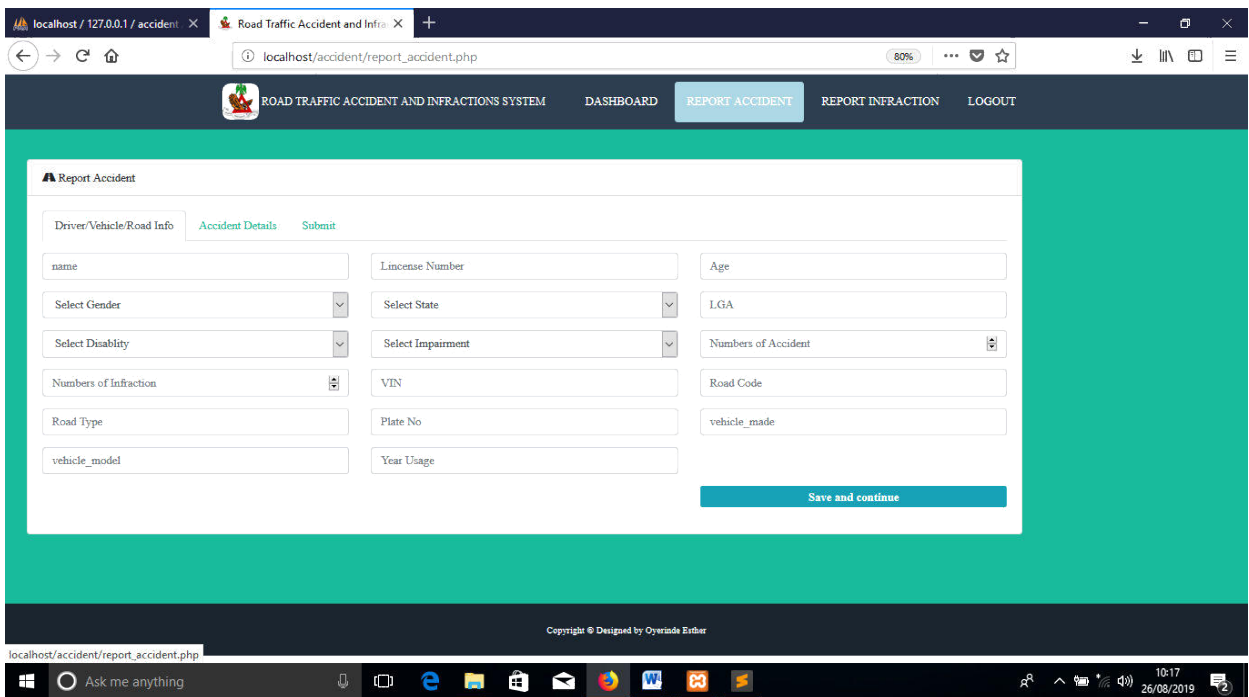 localhost / 127.0.0.1 / accident
Road Traffic Accident and Infra
localhost/accident/report_accident.php
80%
ROAD TRAFFIC ACCIDENT AND INFRACTIONS SYSTEM DASHBOARD REPORT ACCIDENT REPORT INFRACTION LOGOUT
Report Accident
Driver/Vehicle/Road Info Accident Details Submit
name Lincense Number Age
Select Gender Select State LGA
Select Disablity Select Impairment Numbers of Accident
Numbers of Infraction VIN Road Code
Road Type Plate No vehicle_made
vehicle_model Year Usage
Save and continue
Copyright © Designed by Oyerinde Esther
localhost/accident/report_accident.php
Ask me anything
10:17
26/08/2019
2